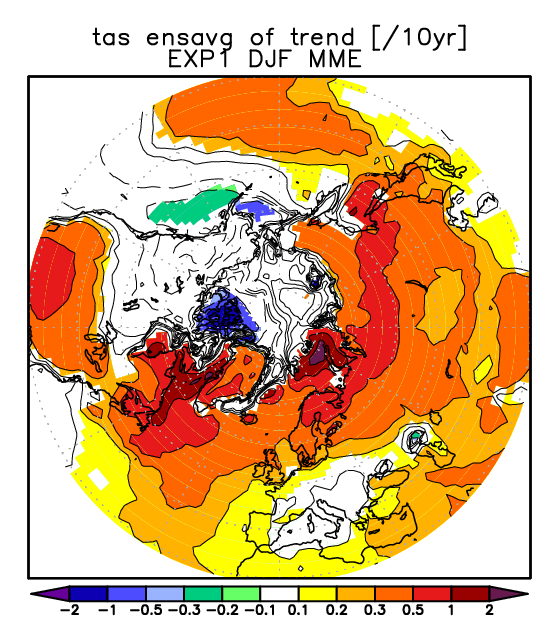 tas ensavg of trend [/10yr]
EXP1 DJF MME
-2 -1 -0.5 -0.3 -0.2 -0.1 0.1 0.2 0.3 0.5 1 2